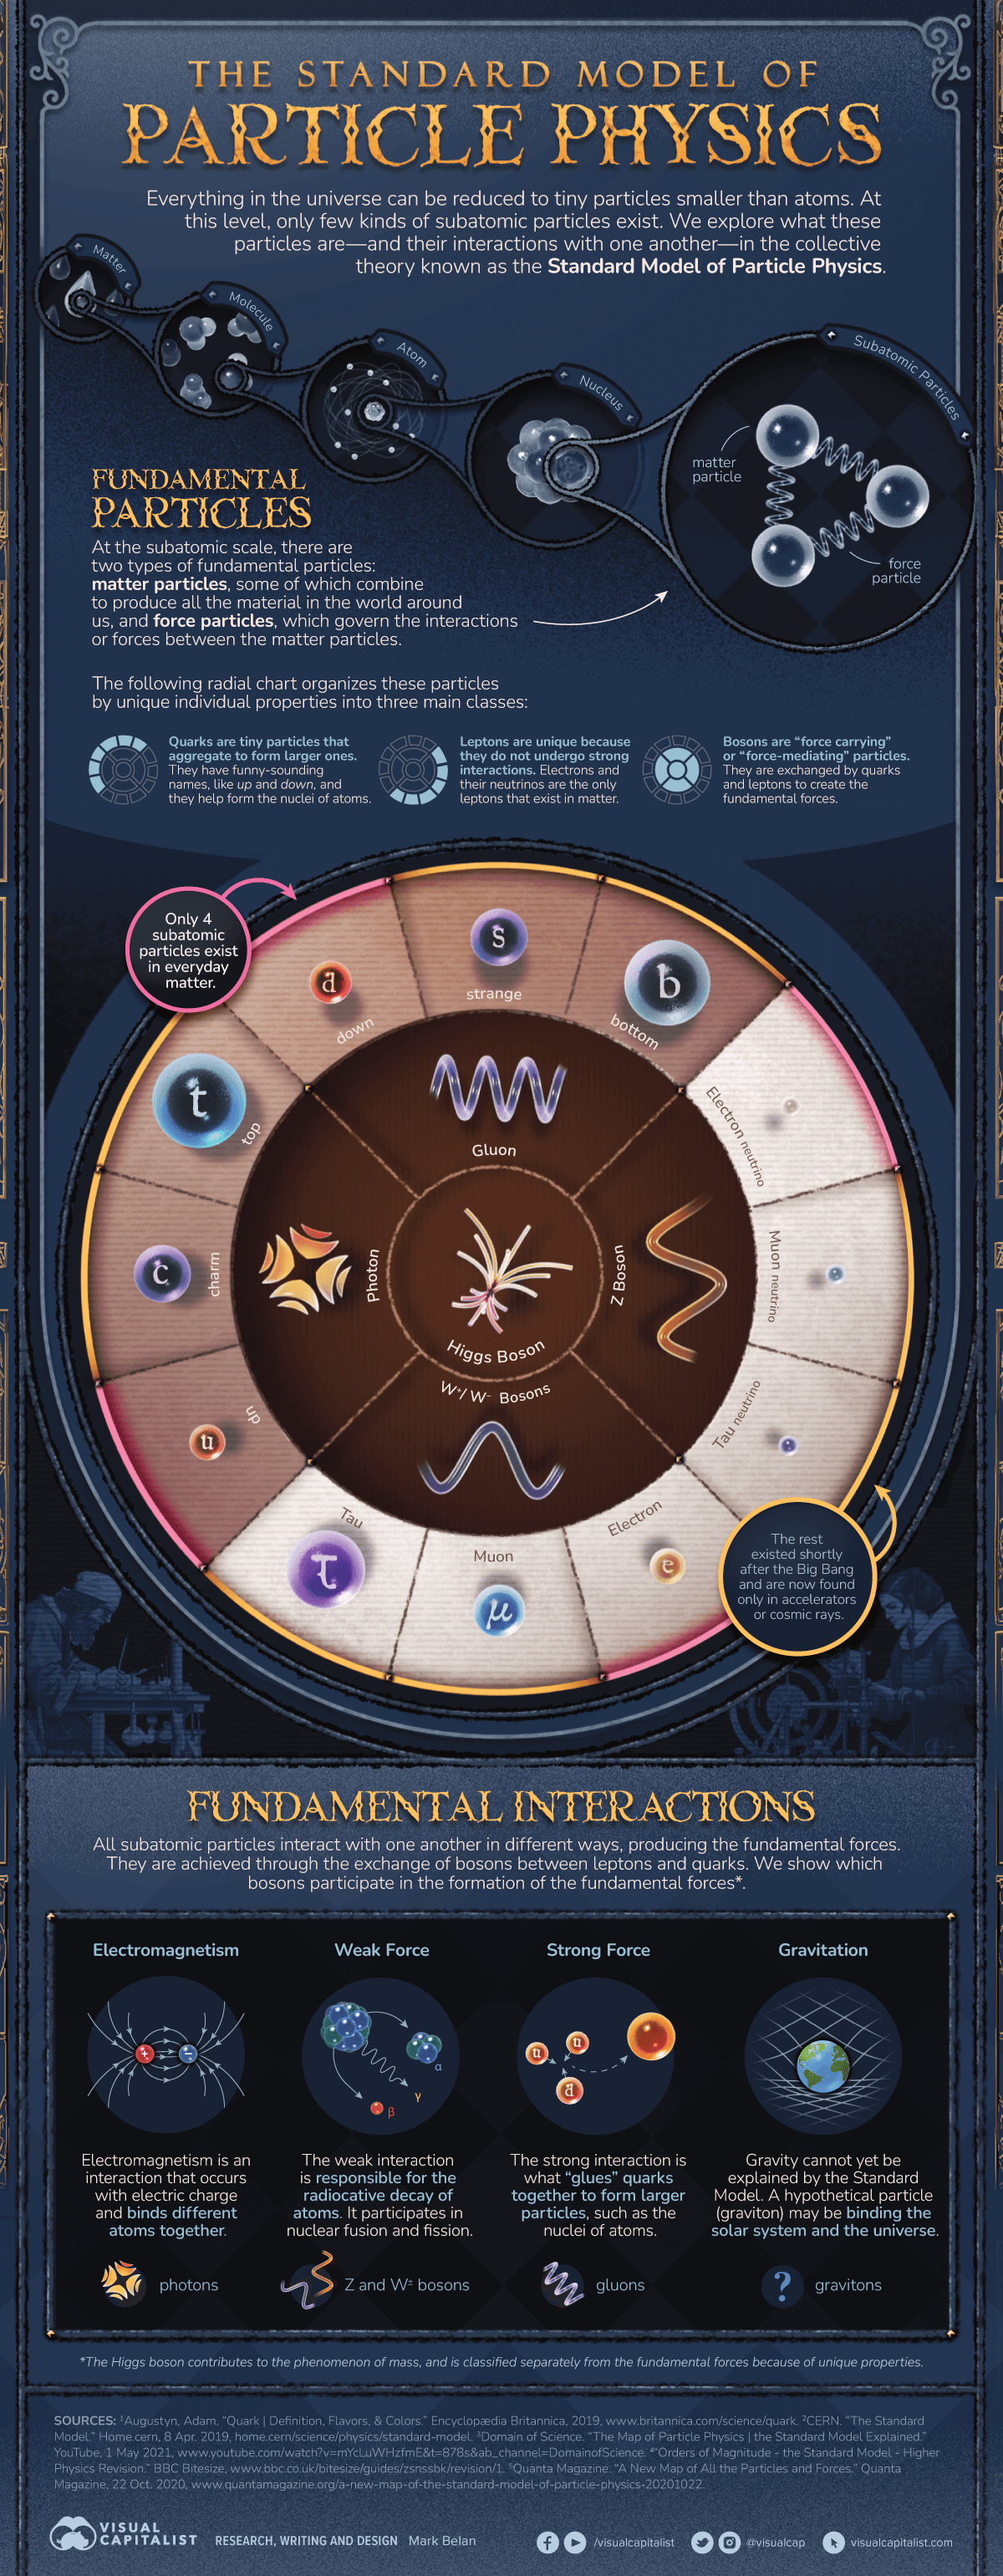 THE STANDARD MODEL OF
PARTICLE PHYSICS
Everything in the universe can be reduced to tiny particles smaller than atoms. At
this level, only few kinds of subatomic particles exist. We explore what these
particles are—and their interactions with one another—in the collective
theory known as the Standard Model of Particle Physics.
Matter
Molecule
Atom
Nucleus
Subatomic Particles
matter
particle
force
particle
FUNDAMENTAL
PARTICLES
At the subatomic scale, there are
two types of fundamental particles:
matter particles, some of which combine
to produce all the material in the world around
us, and force particles, which govern the interactions
or forces between the matter particles.
The following radial chart organizes these particles
by unique individual properties into three main classes:
Quarks are tiny particles that
aggregate to form larger ones.
They have funny-sounding
names, like up and down, and
they help form the nuclei of atoms.
Leptons are unique because
they do not undergo strong
interactions. Electrons and
their neutrinos are the only
leptons that exist in matter.
Bosons are “force carrying”
or “force-mediating” particles.
They are exchanged by quarks
and leptons to create the
fundamental forces.
Only 4
subatomic
particles exist
in everyday
matter.
d
down
s
strange
b
bottom
t
top
Electron neutrino
Gluon
c
charm
Photon
Higgs Boson
Z Boson
Muon neutrino
W⁺/ W⁻ Bosons
u
up
Tau neutrino
Tau
τ
Muon
μ
Electron
e
The rest
existed shortly
after the Big Bang
and are now found
only in accelerators
or cosmic rays.
FUNDAMENTAL INTERACTIONS
All subatomic particles interact with one another in different ways, producing the fundamental forces.
They are achieved through the exchange of bosons between leptons and quarks. We show which
bosons participate in the formation of the fundamental forces*.
Electromagnetism
+
−
Electromagnetism is an
interaction that occurs
with electric charge
and binds different
atoms together.
photons
Weak Force
α
γ
β
The weak interaction
is responsible for the
radiocative decay of
atoms. It participates in
nuclear fusion and fission.
Z and W± bosons
Strong Force
u
u
d
The strong interaction is
what “glues” quarks
together to form larger
particles, such as the
nuclei of atoms.
gluons
Gravitation
Gravity cannot yet be
explained by the Standard
Model. A hypothetical particle
(graviton) may be binding the
solar system and the universe.
?
gravitons
*The Higgs boson contributes to the phenomenon of mass, and is classified separately from the fundamental forces because of unique properties.
SOURCES: ¹Augustyn, Adam. “Quark | Definition, Flavors, & Colors.” Encyclopædia Britannica, 2019, www.britannica.com/science/quark. ²CERN. “The Standard
Model.” Home.cern, 8 Apr. 2019, home.cern/science/physics/standard-model. ³Domain of Science. “The Map of Particle Physics | the Standard Model Explained.”
YouTube, 1 May 2021, www.youtube.com/watch?v=mYcLuWHzfmE&t=878s&ab_channel=DomainofScience. ⁴“Orders of Magnitude - the Standard Model - Higher
Physics Revision.” BBC Bitesize, www.bbc.co.uk/bitesize/guides/zsnssbk/revision/1. ⁵Quanta Magazine. “A New Map of All the Particles and Forces.” Quanta
Magazine, 22 Oct. 2020, www.quantamagazine.org/a-new-map-of-the-standard-model-of-particle-physics-20201022.
VISUAL
CAPITALIST
RESEARCH, WRITING AND DESIGN Mark Belan
/visualcapitalist
@visualcap
visualcapitalist.com